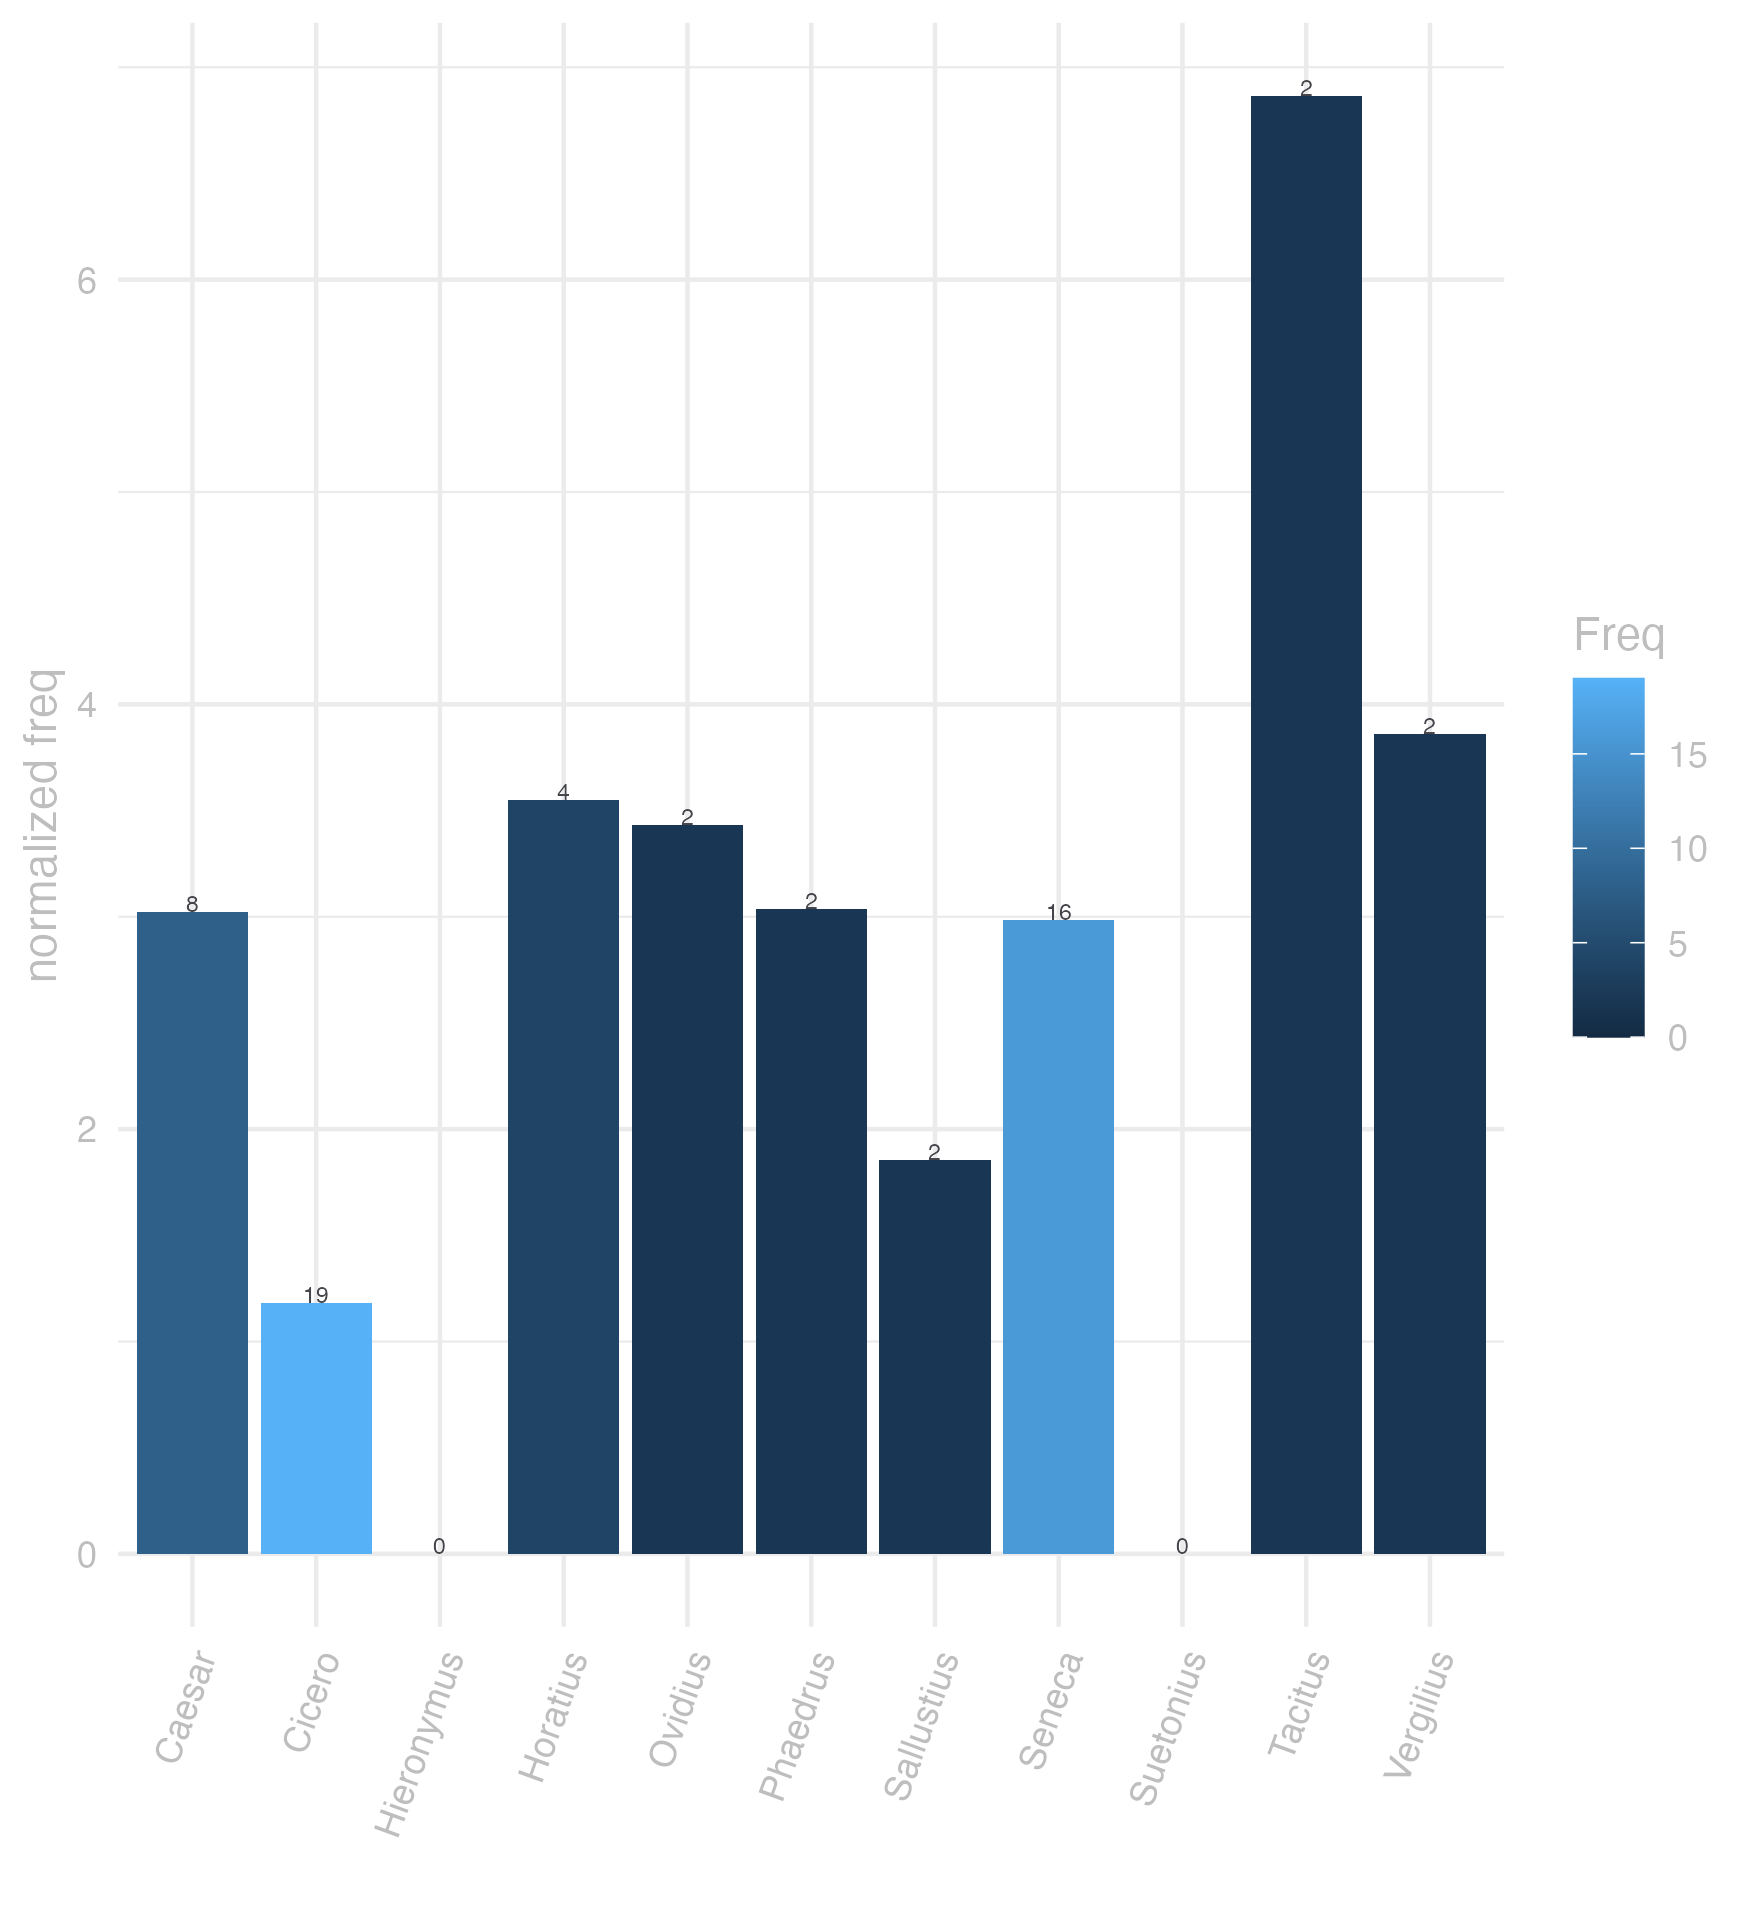 2
6
2
4
4
2
2
8
16
2
19
0
0
2
0
normalized freq
Freq
15
10
5
0
Caesar
Cicero
Hieronymus
Horatius
Ovidius
Phaedrus
Sallustius
Seneca
Suetonius
Tacitus
Vergilius